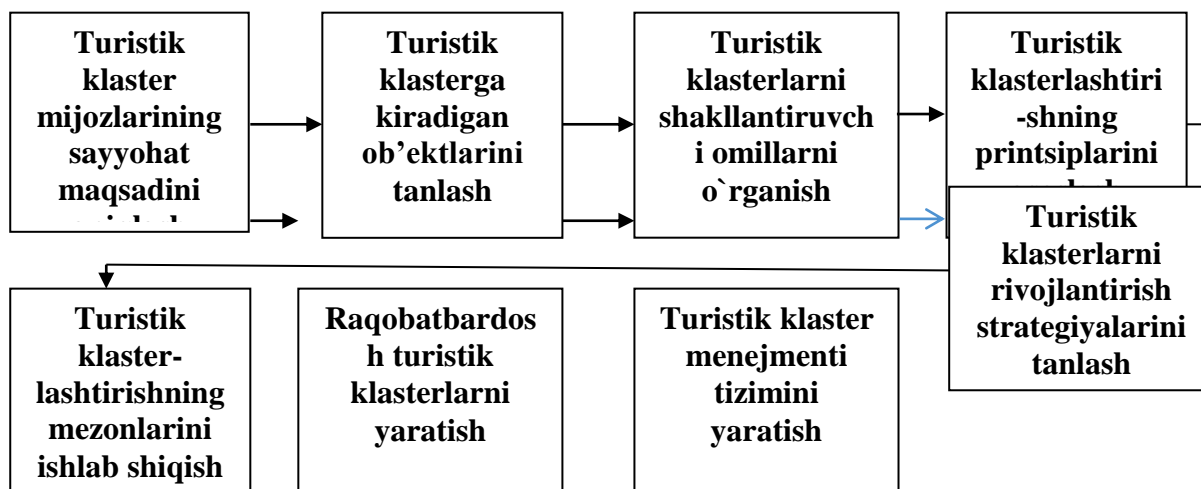 Turistik
klaster
mijozlarining
sayyohat
maqsadini
Turistik
klasterga
kiradigan
ob’ektlarini
tanlash
Turistik
klasterlarni
shakllantiruvch
i omillarni
o`rganish
Turistik
klasterlashtiri
-shning
printsiplarini
Turistik
klaster-
lashtirishning
mezonlarini
ishlab shiqish
Raqobatbardos
h turistik
klasterlarni
yaratish
Turistik klaster
menejmenti
tizimini
yaratish
Turistik
klasterlarni
rivojlantirish
strategiyalarini
tanlash